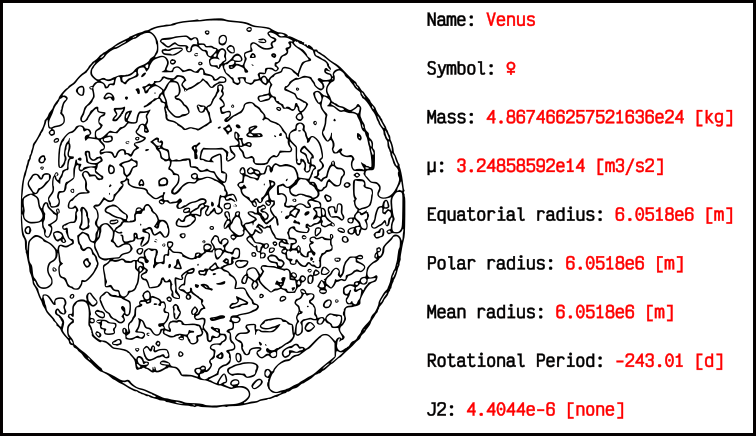 Name: Venus
Symbol: ♀
Mass: 4.867466257521636e24 [kg]
μ: 3.24858592e14 [m3/s2]
Equatorial radius: 6.0518e6 [m]
Polar radius: 6.0518e6 [m]
Mean radius: 6.0518e6 [m]
Rotational Period: -243.01 [d]
J2: 4.4044e-6 [none]